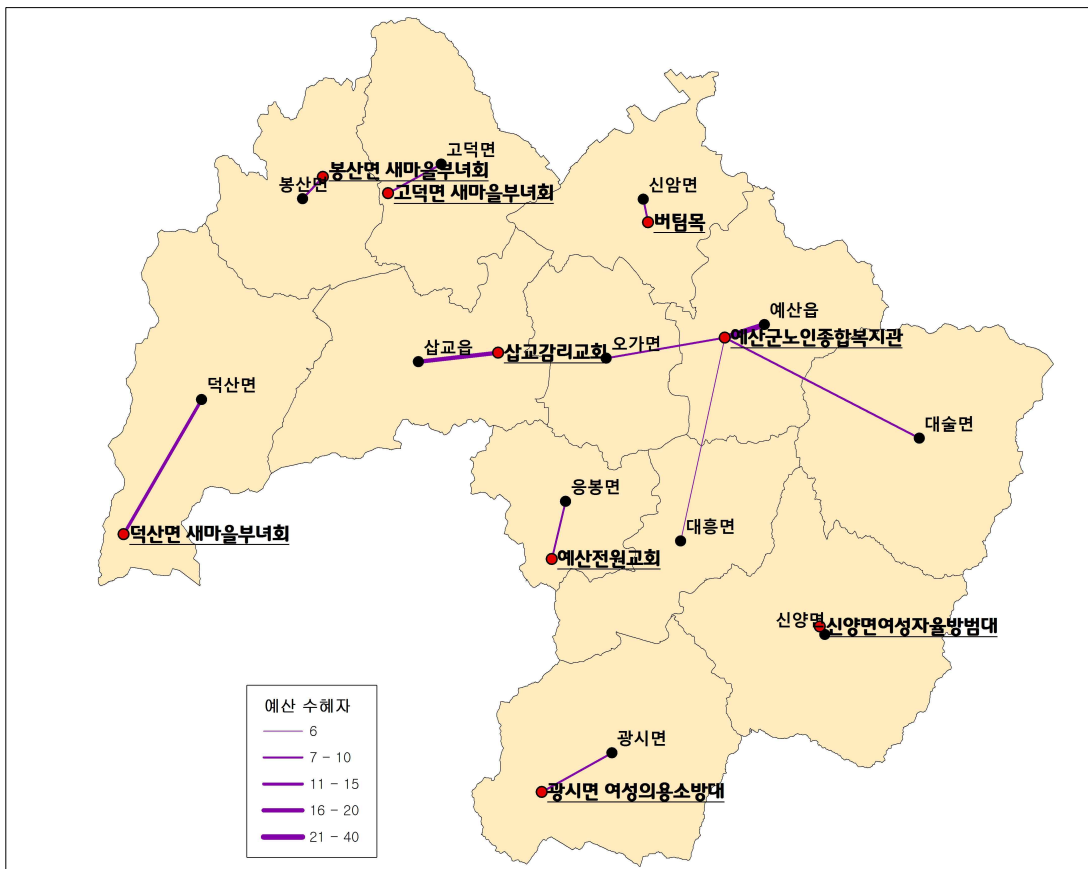 고덕면
봉산면 새마을부녀회
봉산면
고덕면 새마을부녀회
신암면
버팀목
예산읍
예산군노인종합복지관
삽교읍
삽교감리교회
오가면
덕산면
대술면
응봉면
대흥면
덕산면 새마을부녀회
예산전원교회
신양면
신양면여성자율방범대
광시면
광시면 여성의용소방대
예산 수혜자
6
7 - 10
11 - 15
16 - 20
21 - 40